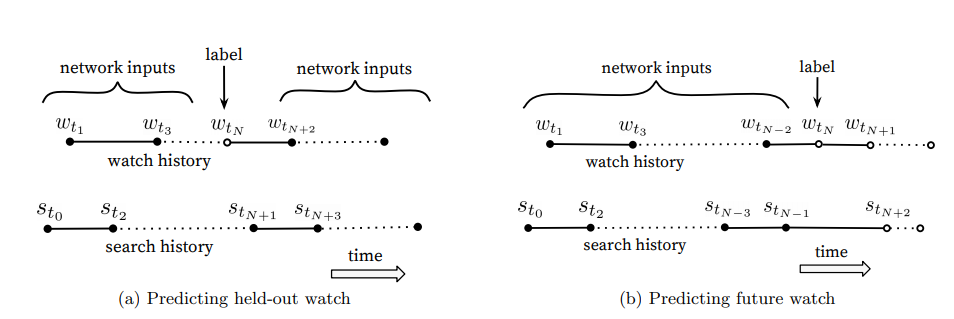 label
network inputs network inputs
w_{t_1} w_{t_3} w_{t_N} w_{t_{N+2}}
watch history
s_{t_0} s_{t_2} s_{t_{N+1}} s_{t_{N+3}}
search history
time
(a) Predicting held-out watch
network inputs label
w_{t_1} w_{t_3} w_{t_{N-2}} w_{t_N} w_{t_{N+1}}
watch history
s_{t_0} s_{t_2} s_{t_{N-3}} s_{t_{N-1}} s_{t_{N+2}}
search history
time
(b) Predicting future watch